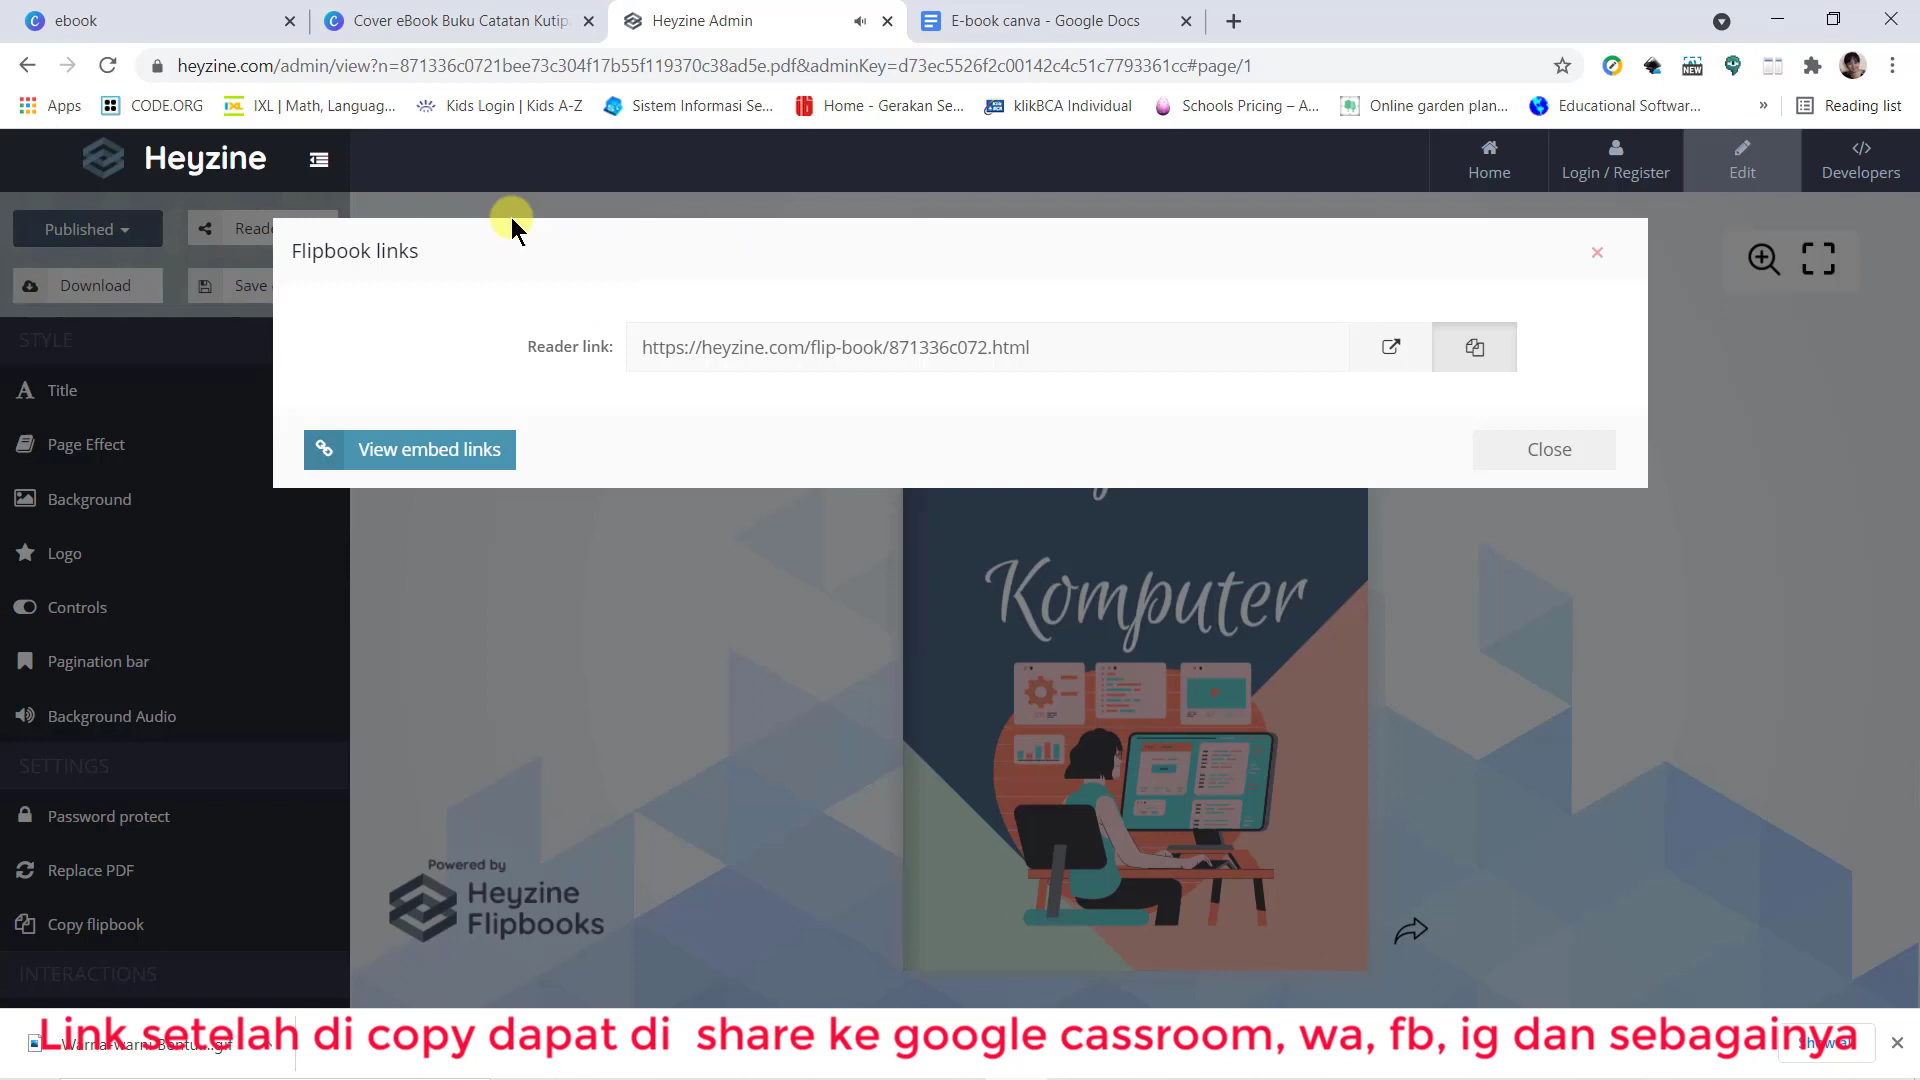 ebook
Cover eBook Buku Catatan Kutip
Heyzine Admin
E-book canva - Google Docs
heyzine.com/admin/view?n=871336c0721bee73c304f17b55f119370c38ad5e.pdf&adminKey=d73ec5526f2c00142c4c51c7793361cc#page/1
Apps
CODE.ORG
IXL | Math, Languag...
Kids Login | Kids A-Z
Sistem Informasi Se...
Home - Gerakan Se...
klikBCA Individual
Schools Pricing – A...
Online garden plan...
Educational Softwar...
»
Reading list
Heyzine
Home
Login / Register
Edit
Developers
Published
Download
Save
Flipbook links
Reader link:
https://heyzine.com/flip-book/871336c072.html
View embed links
Close
STYLE
Title
Page Effect
Background
Logo
Controls
Pagination bar
Background Audio
SETTINGS
Password protect
Replace PDF
Copy flipbook
INTERACTIONS
Komputer
Powered by
Heyzine
Flipbooks
Link setelah di copy dapat di share ke google cassroom, wa, fb, ig dan sebagainya